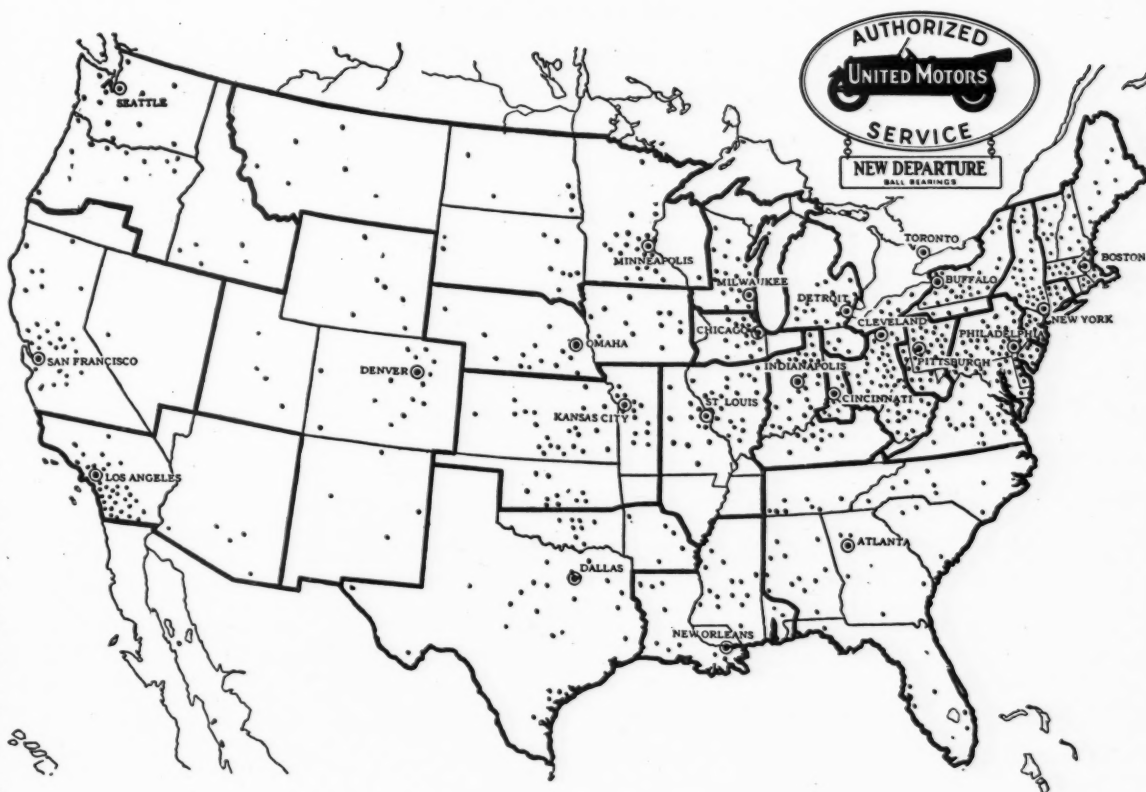 AUTHORIZED
UNITED MOTORS
SERVICE
NEW DEPARTURE
BALL BEARINGS
SEATTLE
MINNEAPOLIS
TORONTO
BOSTON
MILWAUKEE
DETROIT
BUFFALO
NEW YORK
CHICAGO
CLEVELAND
PHILADELPHIA
PITTSBURGH
SAN FRANCISCO
OMAHA
DENVER
INDIANAPOLIS
CINCINNATI
KANSAS CITY
ST. LOUIS
LOS ANGELES
ATLANTA
DALLAS
NEW ORLEANS